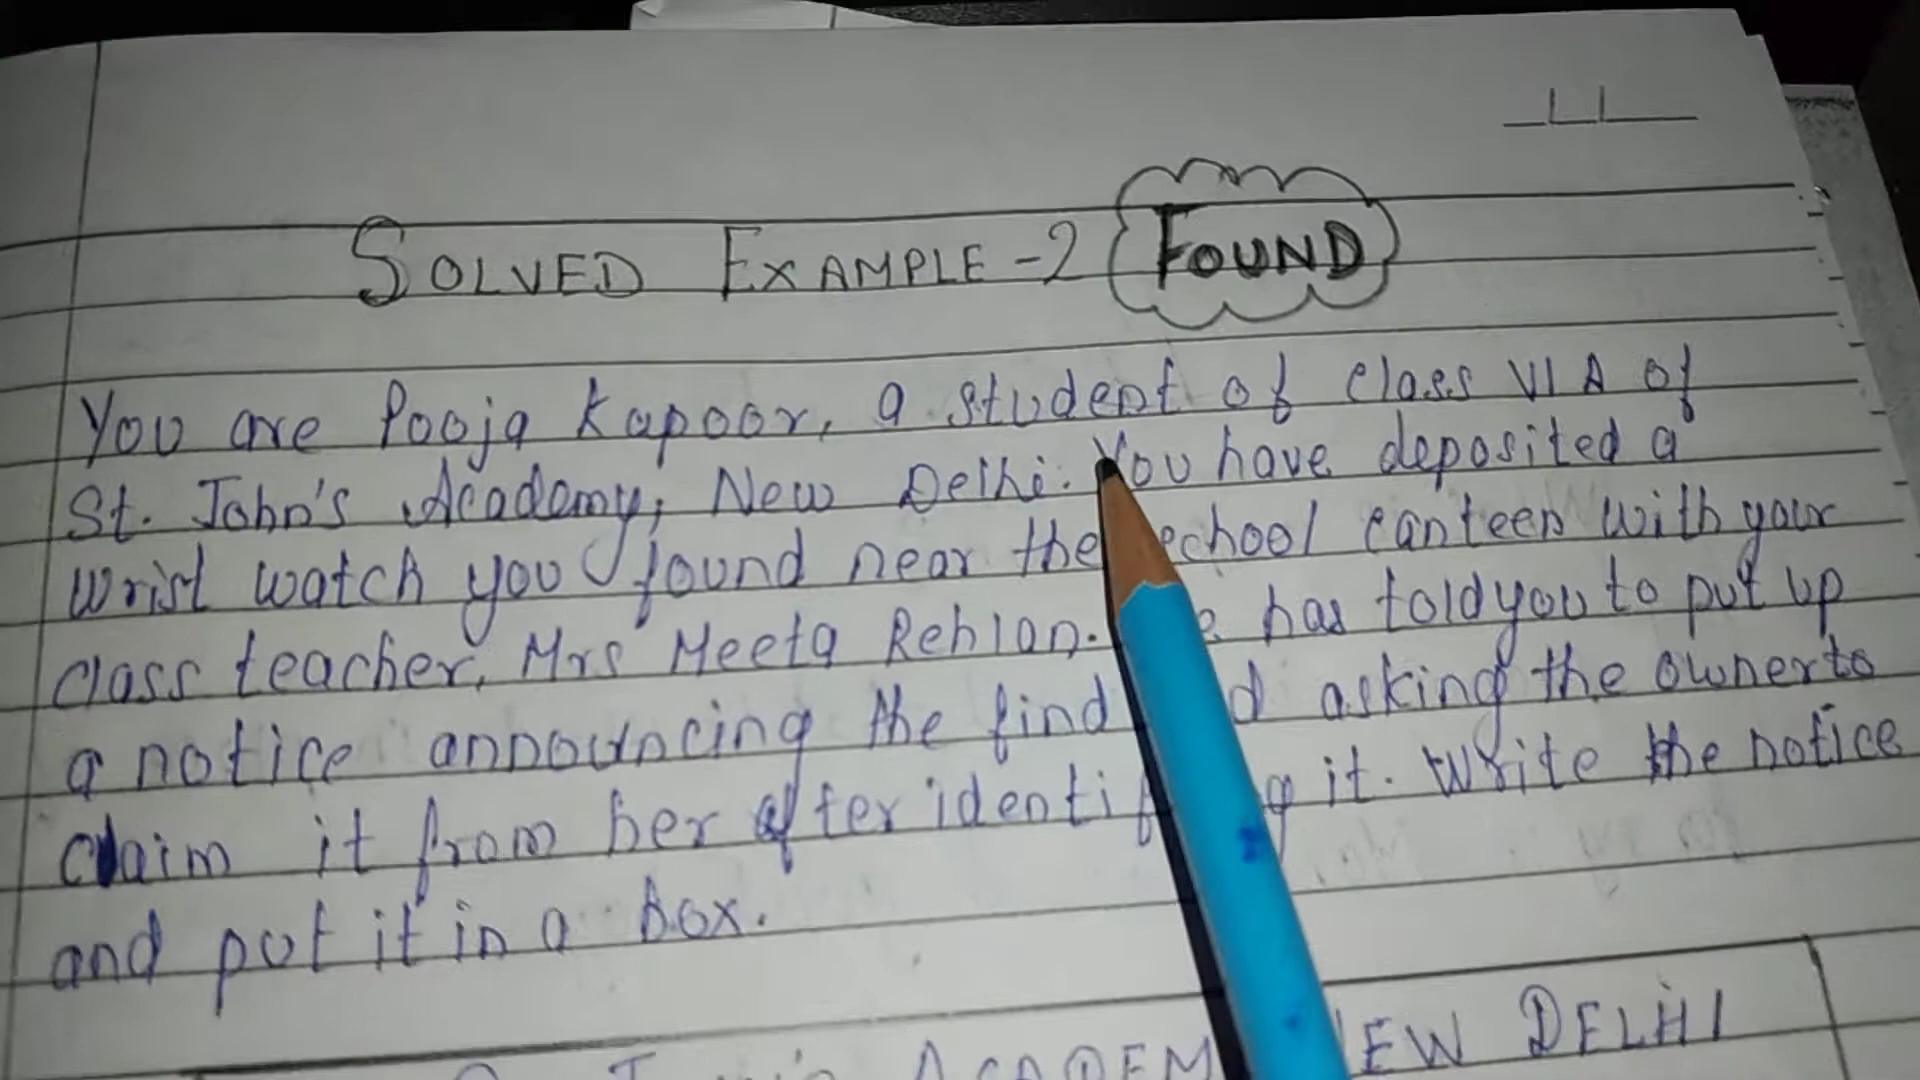 SOLVED EXAMPLE-2 FOUND
You are Pooja Kapoor, a student of class VI A of
St. John's Academy, New Delhi. You have deposited a
wrist watch you found near the school canteen with your
class teacher, Mrs Meeta Rehlan. has told you to put up
a notice announcing the find asking the owner to
claim it from her after identifying it. Write the notice
and put it in a box.
ACADEM NEW DELHI